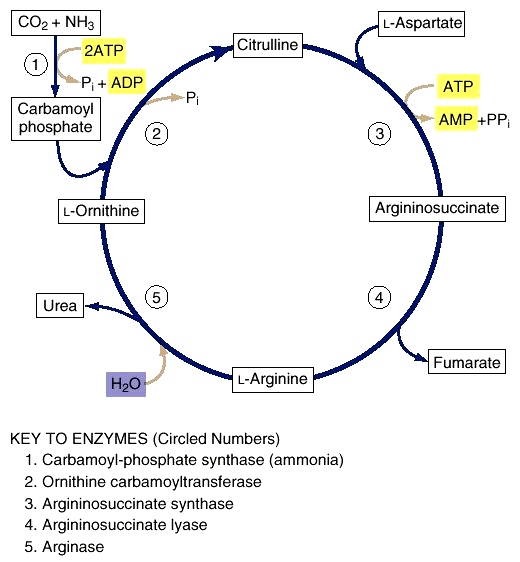 CO2 + NH3
2ATP
1
Pi + ADP
Carbamoyl
phosphate
Citrulline
L-Aspartate
Pi
2
ATP
3
AMP +PPi
L-Ornithine
Argininosuccinate
Urea
5
4
H2O
L-Arginine
Fumarate
KEY TO ENZYMES (Circled Numbers)
1. Carbamoyl-phosphate synthase (ammonia)
2. Ornithine carbamoyltransferase
3. Argininosuccinate synthase
4. Argininosuccinate lyase
5. Arginase